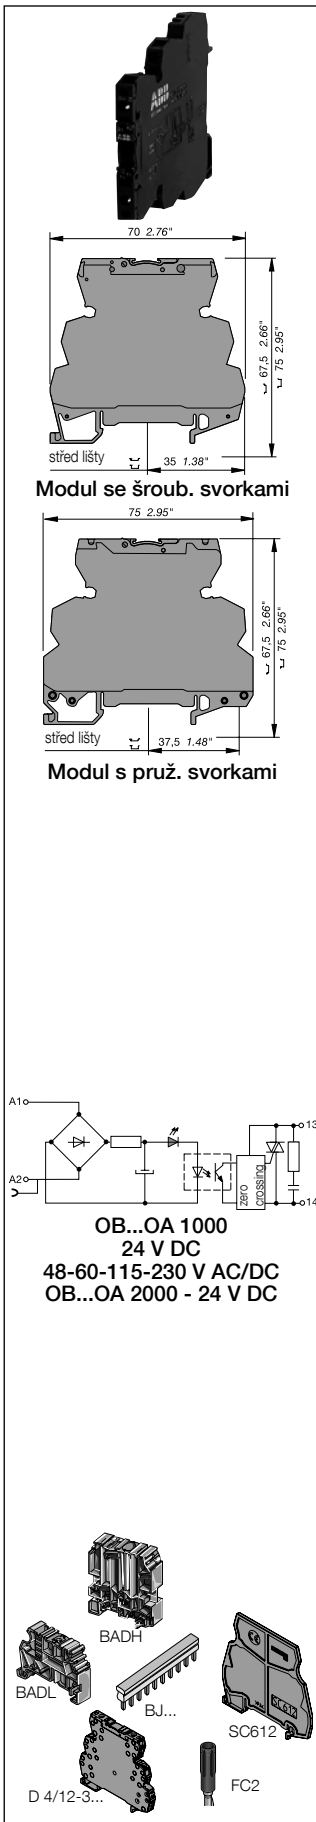 ABB
70 2.76"
67,5 2.66"
75 2.95"
střed lišty
35 1.38"
Modul se šroub. svorkami
75 2.95"
67,5 2.66"
75 2.95"
střed lišty
37,5 1.48"
Modul s pruž. svorkami
A1
13
A2
zero crossing
14
OB...OA 1000
24 V DC
48-60-115-230 V AC/DC
OB...OA 2000 - 24 V DC
BADH
BADL
BJ...
SC612
SC612
D 4/12-3...
FC2